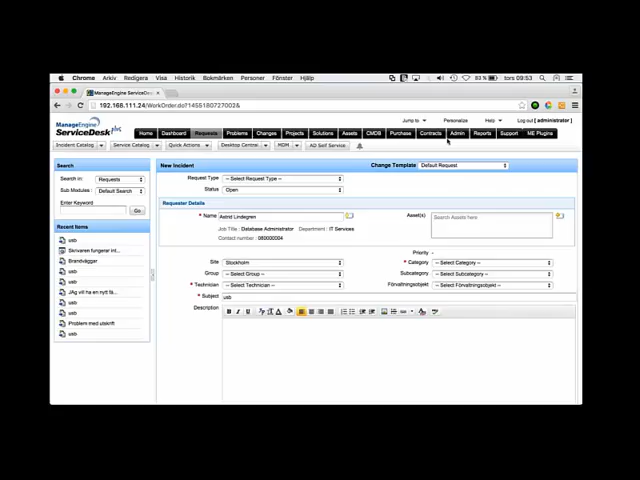 Chrome Arkiv Redigera Visa Historik Bokmärken Personer Fönster Hjälp 93 % tors 09:53
ManageEngine ServiceDes
192.168.111.24/WorkOrder.do?1455180727002&
Jump to Personalize Help Log out [ administrator ]
ManageEngine
ServiceDesk plus
Home Dashboard Requests Problems Changes Projects Solutions Assets CMDB Purchase Contracts Admin Reports Support ME Plugins
Incident Catalog Service Catalog Quick Actions Desktop Central MDM AD Self Service
Search
Search in : Requests
Sub Modules : Default Search
Enter Keyword
Go
Recent Items
usb
Skrivaren fungerar int...
Brandväggar
usb
usb
JAg vill ha en nytt fä...
usb
usb
Problem med utskrift
usb
New Incident
Change Template Default Request
Request Type -- Select Request Type --
Status Open
Requester Details
* Name Astrid Lindegren
Job Title : Database Administrator Department : IT Services
Contact number : 080000004
Asset(s) Search Assets here
Priority -
Site Stockholm
* Category -- Select Category --
Group -- Select Group --
Subcategory -- Select Subcategory --
* Technician -- Select Technician --
Förvaltningsobjekt -- Select Förvaltningsobjekt --
* Subject usb
Description
B I U